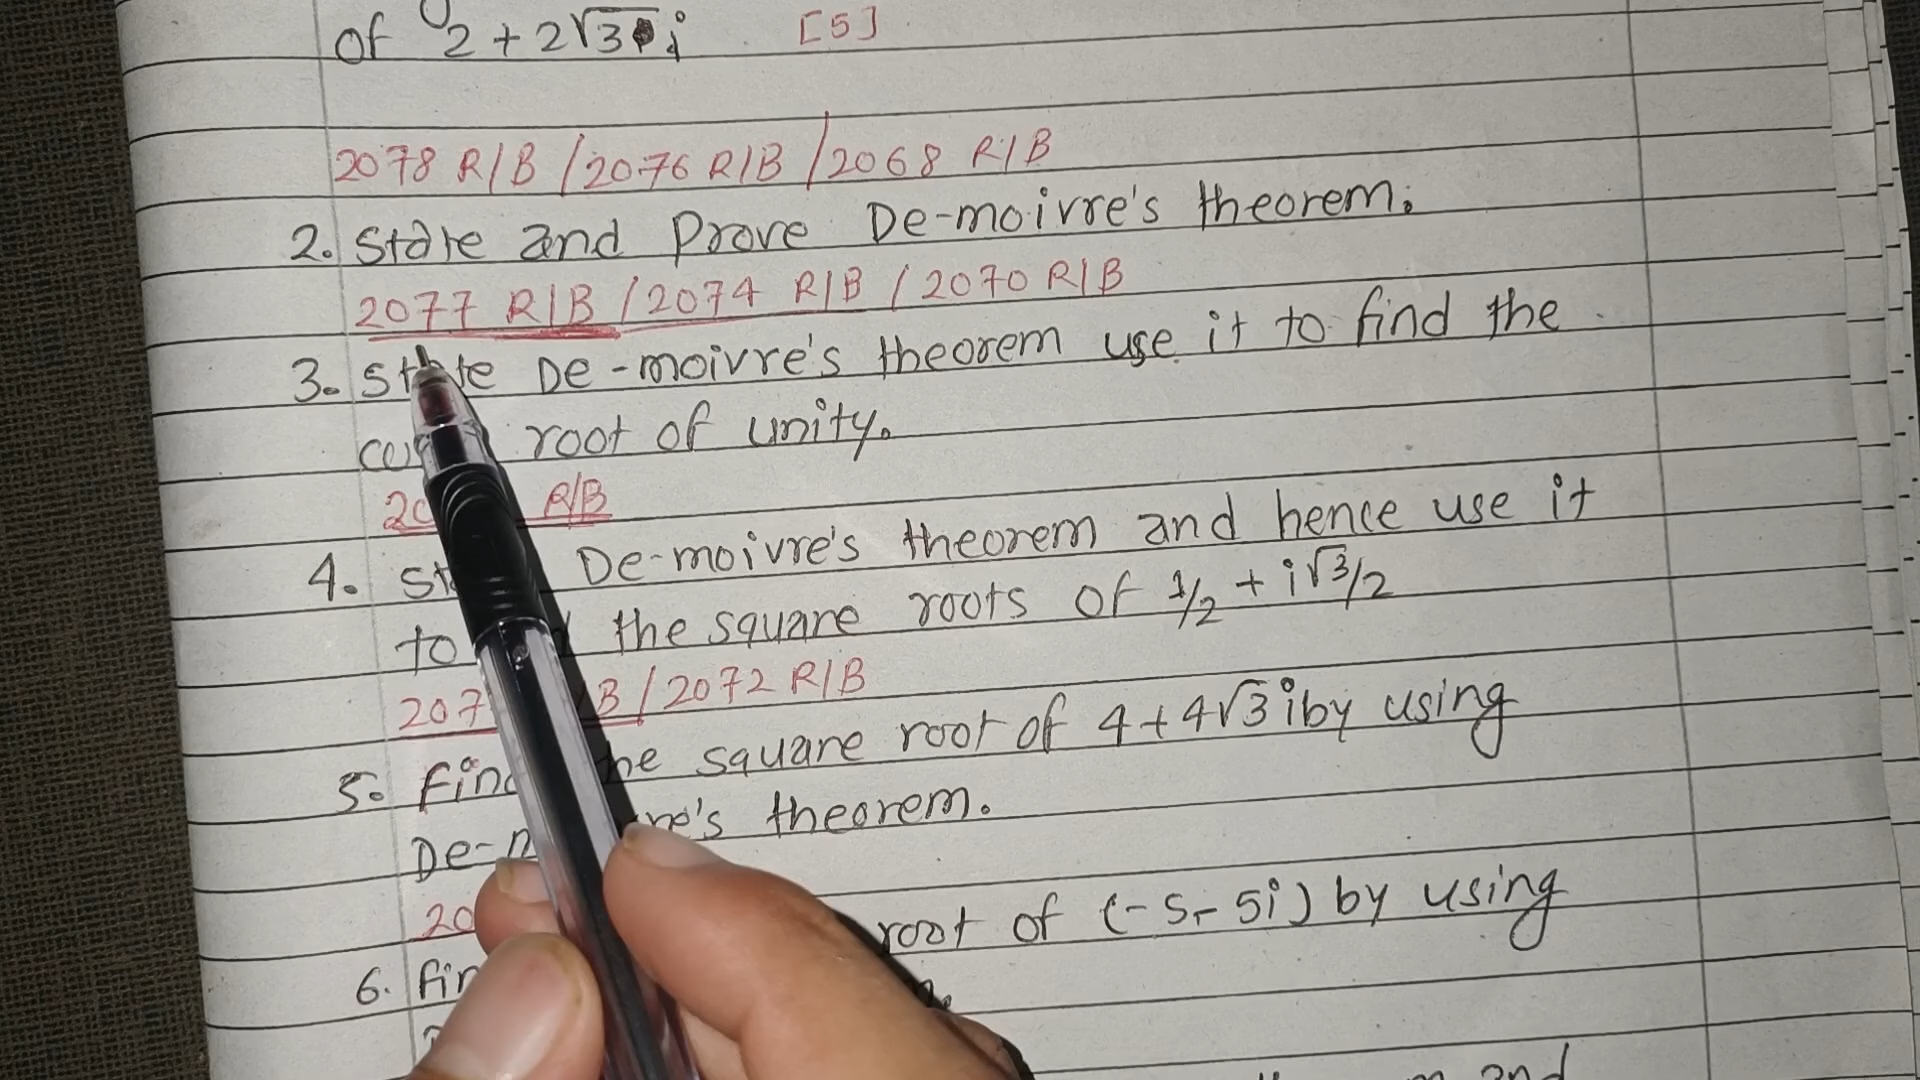 of 2+2√3 i [5]
2078 R/B / 2076 R/B / 2068 R/B
2. State and Prove De-moivre's theorem.
2077 R/B / 2074 R/B / 2070 R/B
3. State De-moivre's theorem use it to find the
root of unity.
R/B
4. De-moivre's theorem and hence use it
to the square roots of 1/2 + i√3/2
B / 2072 R/B
5. Find the square root of 4+4√3 i by using
theorem.
6. root of (-5-5i) by using
and